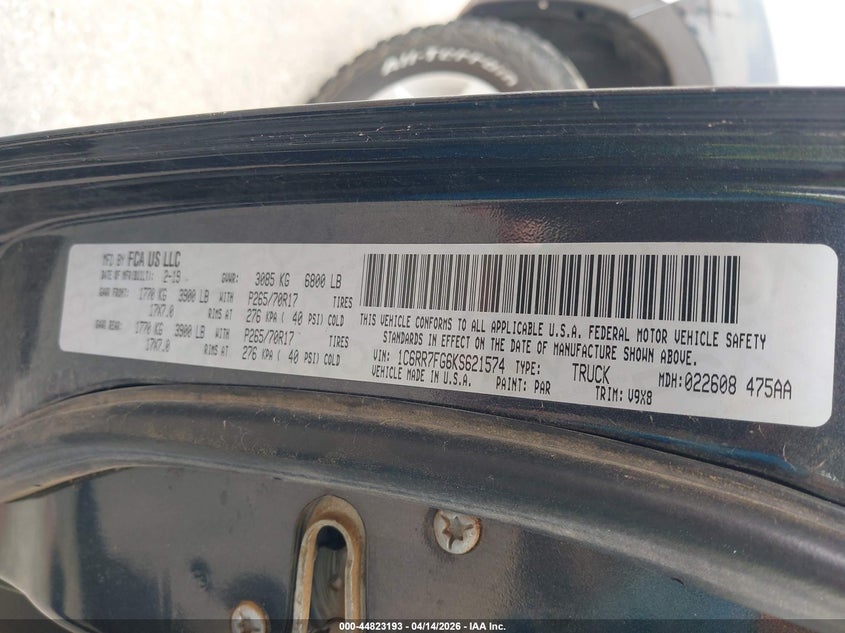 All-Terrain
MFD BY FCA US LLC
DATE OF MFR(BUILT): 2-19 GVWR: 3085 KG 6800 LB
GAWR FRONT: 1770 KG 3900 LB WITH P265/70R17 TIRES
17X7.0 RIMS AT 276 KPA ( 40 PSI) COLD
GAWR REAR: 1770 KG 3900 LB WITH P265/70R17 TIRES
17X7.0 RIMS AT 276 KPA ( 40 PSI) COLD
THIS VEHICLE CONFORMS TO ALL APPLICABLE U.S.A. FEDERAL MOTOR VEHICLE SAFETY
STANDARDS IN EFFECT ON THE DATE OF MANUFACTURE SHOWN ABOVE.
VIN: 1C6RR7FG6KS621574 TYPE: TRUCK MDH:022608 475AA
VEHICLE MADE IN U.S.A. PAINT: PAR TRIM: V9X8
000-44823193 - 04/14/2026 - IAA Inc.